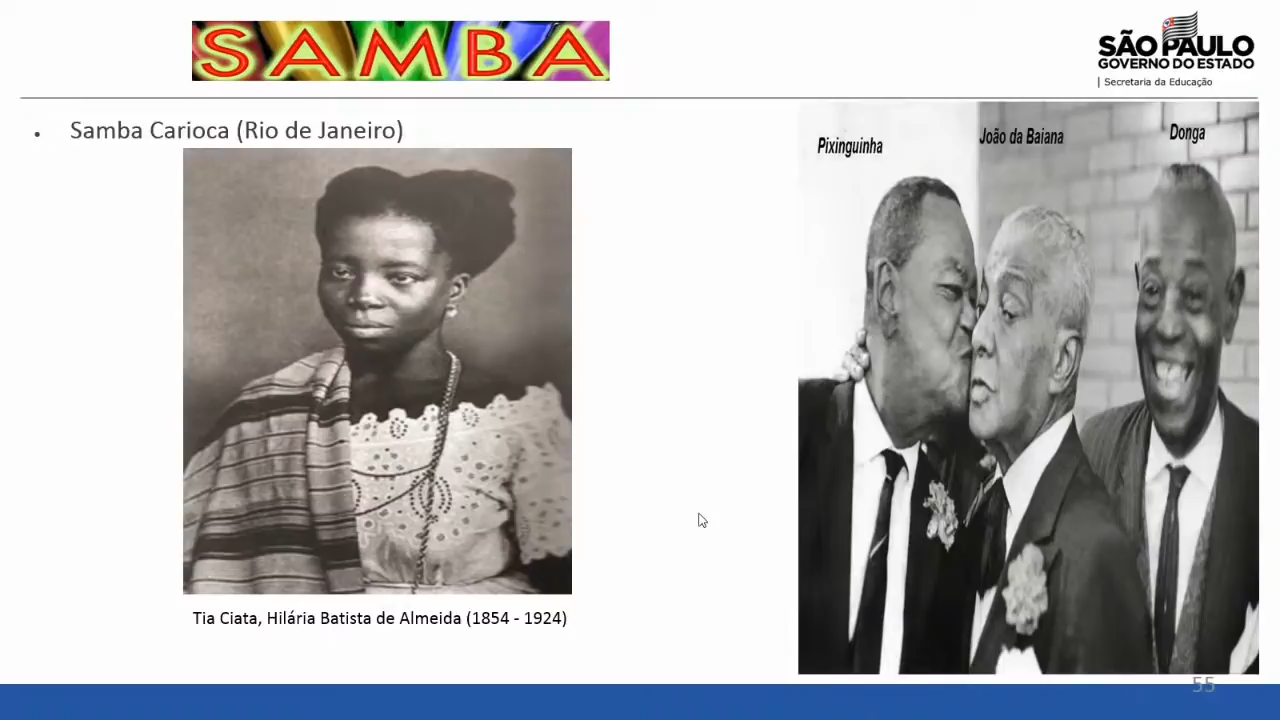 SAMBA
SÃO PAULO
GOVERNO DO ESTADO
Secretaria da Educação
• Samba Carioca (Rio de Janeiro)
Pixinguinha
João da Baiana
Donga
Tia Ciata, Hilária Batista de Almeida (1854 - 1924)
55